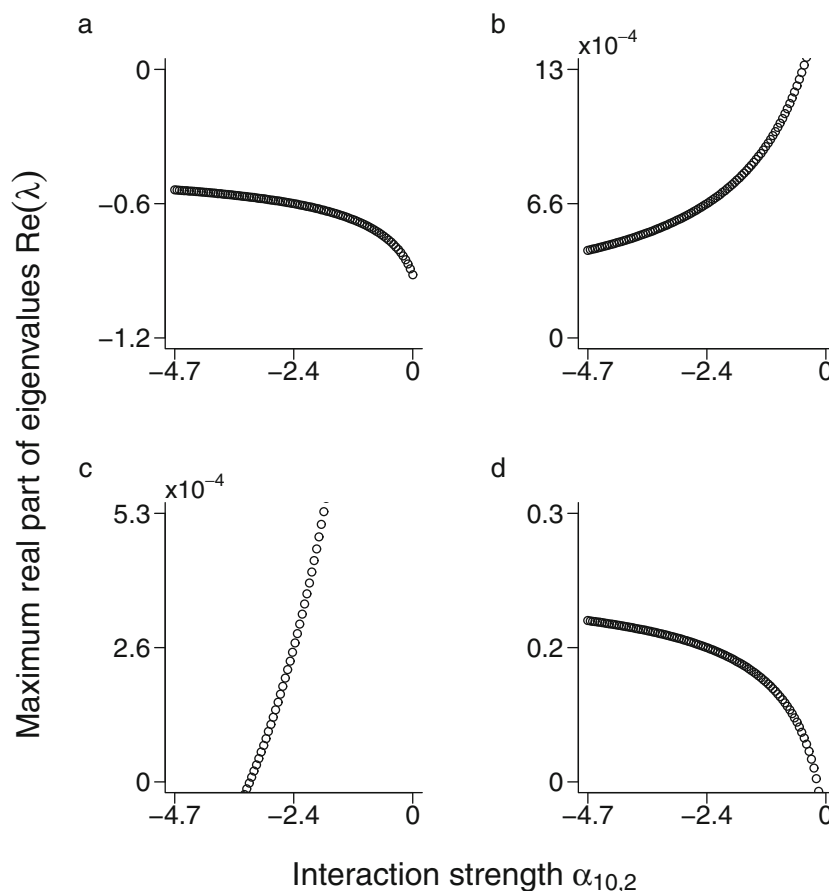 a
0
−0.6
−1.2
−4.7 −2.4 0
b
x10−4
13
6.6
0
−4.7 −2.4 0
c
x10−4
5.3
2.6
0
−4.7 −2.4 0
d
0.3
0.2
0
−4.7 −2.4 0
Maximum real part of eigenvalues Re(λ)
Interaction strength α10,2